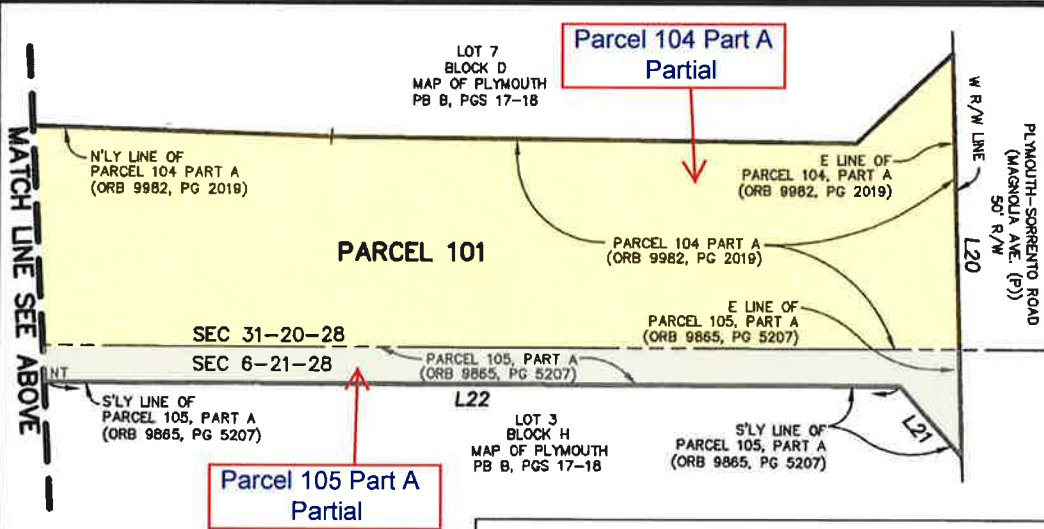 LOT 7
BLOCK D
MAP OF PLYMOUTH
PB B, PGS 17-18
Parcel 104 Part A
Partial
PLYMOUTH-SORRENTO ROAD
(MAGNOLIA AVE. (P))
50' R/W
W R/W LINE
L20
MATCH LINE SEE ABOVE
N'LY LINE OF
PARCEL 104 PART A
(ORB 9982, PG 2019)
E LINE OF
PARCEL 104, PART A
(ORB 9982, PG 2019)
PARCEL 101
PARCEL 104 PART A
(ORB 9982, PG 2019)
E LINE OF
PARCEL 105, PART A
(ORB 9865, PG 5207)
SEC 31-20-28
SEC 6-21-28
PARCEL 105, PART A
(ORB 9865, PG 5207)
NT
L22
S'LY LINE OF
PARCEL 105, PART A
(ORB 9865, PG 5207)
LOT 3
BLOCK H
MAP OF PLYMOUTH
PB B, PGS 17-18
S'LY LINE OF
PARCEL 105, PART A
(ORB 9865, PG 5207)
L21
Parcel 105 Part A
Partial